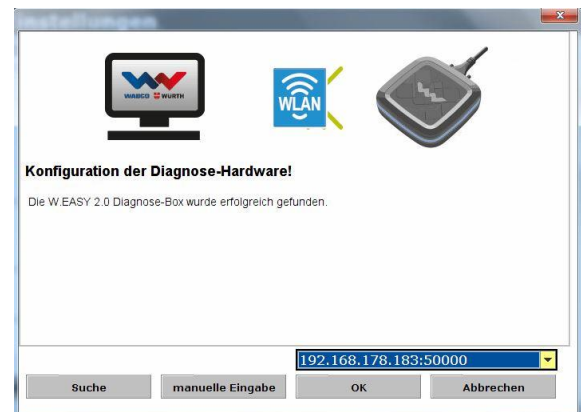 WABCO WURTH
WLAN
Konfiguration der Diagnose-Hardware!
Die W.EASY 2.0 Diagnose-Box wurde erfolgreich gefunden.
192.168.178.183:50000
Suche
manuelle Eingabe
OK
Abbrechen